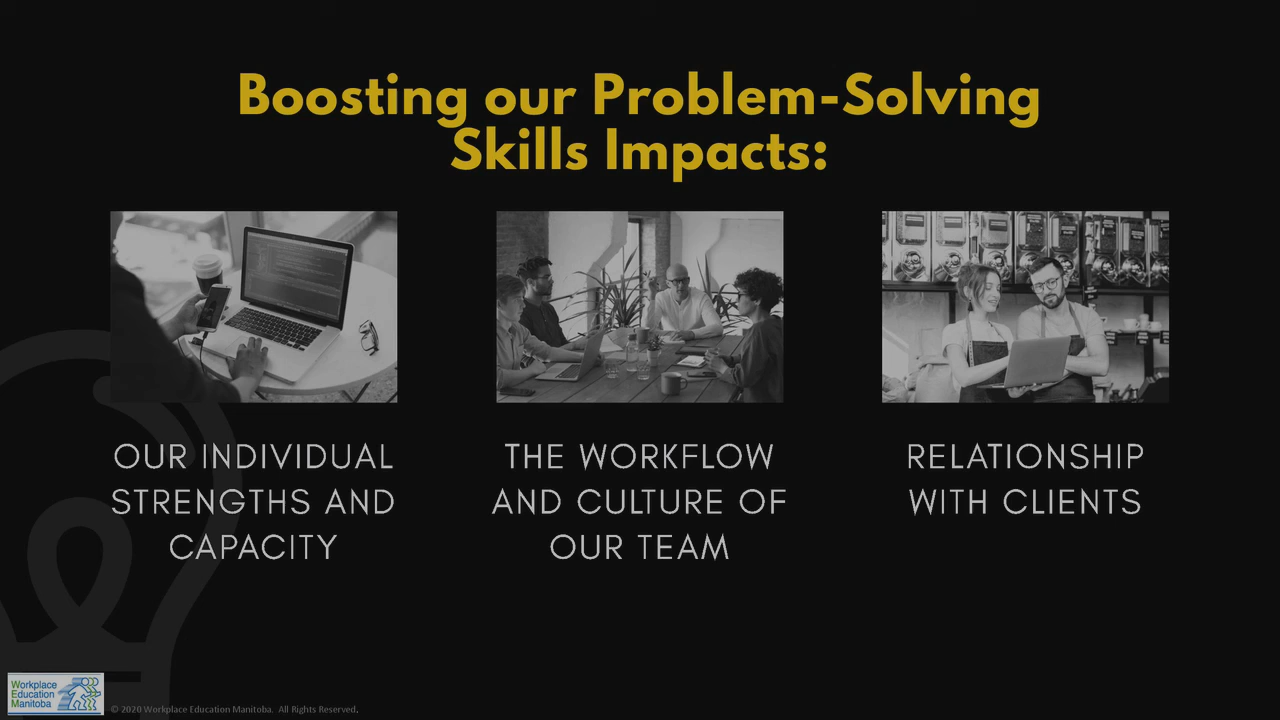 Boosting our Problem-Solving
Skills Impacts:
OUR INDIVIDUAL
STRENGTHS AND
CAPACITY
THE WORKFLOW
AND CULTURE OF
OUR TEAM
RELATIONSHIP
WITH CLIENTS
Workplace
Education
Manitoba
© 2020 Workplace Education Manitoba. All Rights Reserved.